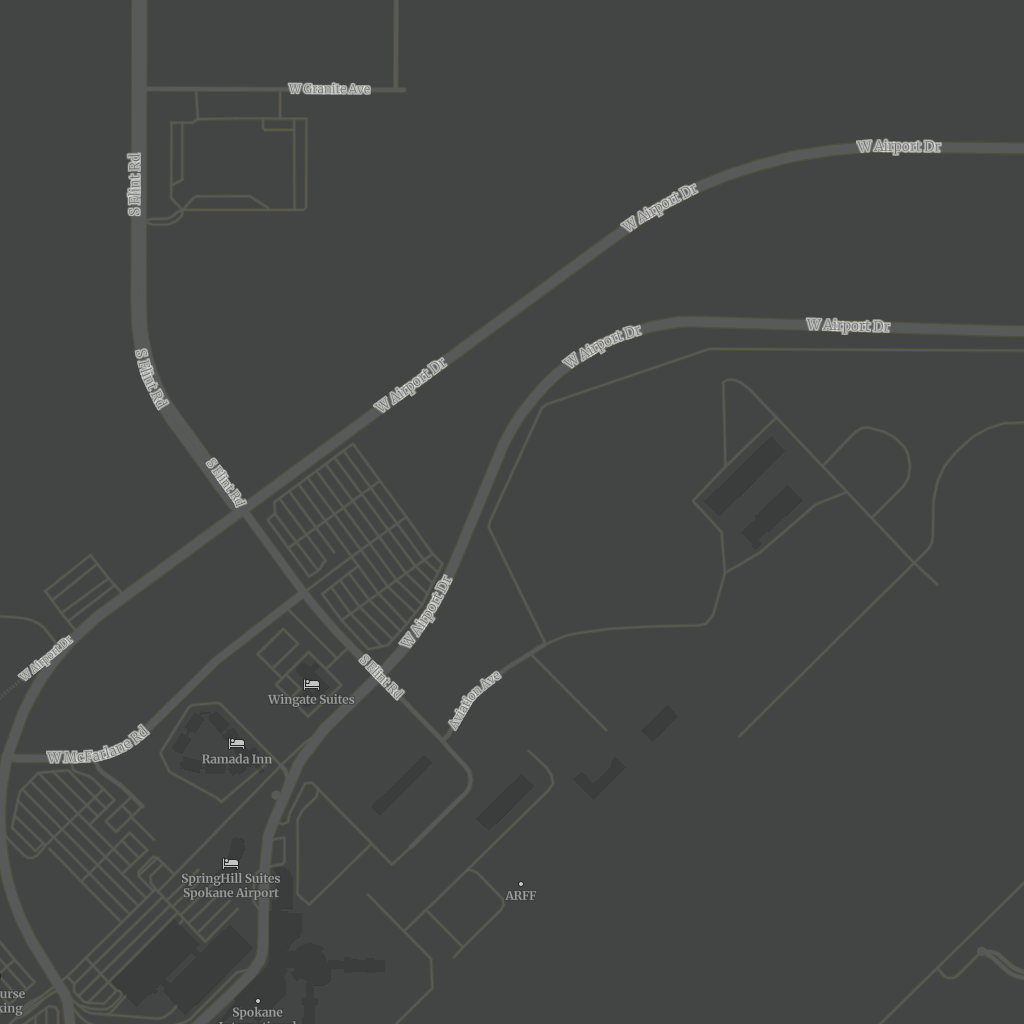 W Granite Ave
W Airport Dr
S Flint Rd
W Airport Dr
W Airport Dr
W Airport Dr
S Flint Rd
W Airport Dr
S Flint Rd
W Airport Dr
W Airport Dr
S Flint Rd
Wingate Suites
Aviation Ave
W McFarlane Rd
Ramada Inn
SpringHill Suites
Spokane Airport
ARFF
Spokane